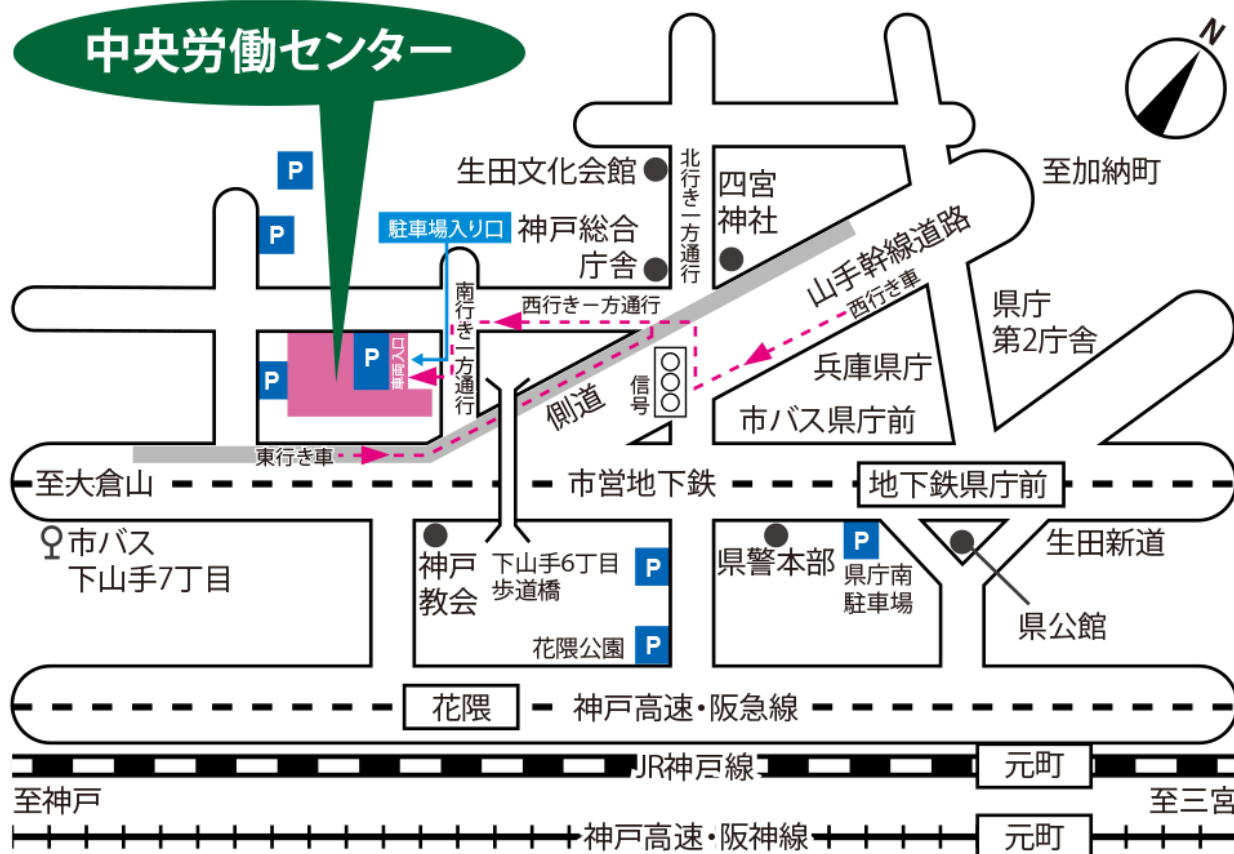 中央労働センター
N
P
生田文化会館
北行き一方通行
四宮
神社
至加納町
P
駐車場入り口
神戸総合
庁舎
南行き一方通行
西行き一方通行
山手幹線道路
西行き車
県庁
第2庁舎
P
車両入口
P
信号
側道
兵庫県庁
市バス県庁前
東行き車
至大倉山
市営地下鉄
地下鉄県庁前
市バス
下山手7丁目
神戸
教会
下山手6丁目
歩道橋
P
県警本部
P
県庁南
駐車場
生田新道
県公館
花隈公園
P
花隈
神戸高速・阪急線
JR神戸線
元町
至神戸
至三宮
神戸高速・阪神線
元町